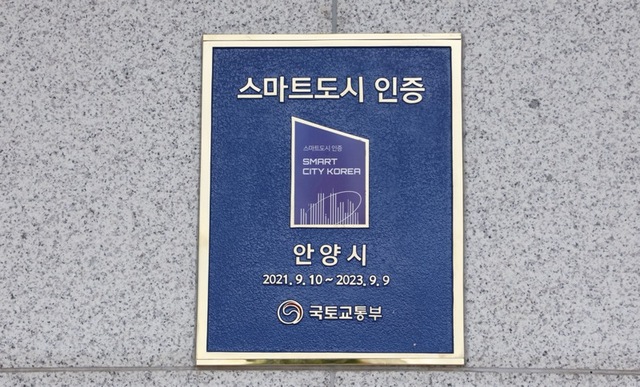 스마트도시 인증
스마트도시 인증
SMART
CITY KOREA
안양시
2021. 9. 10 ~ 2023. 9. 9
국토교통부